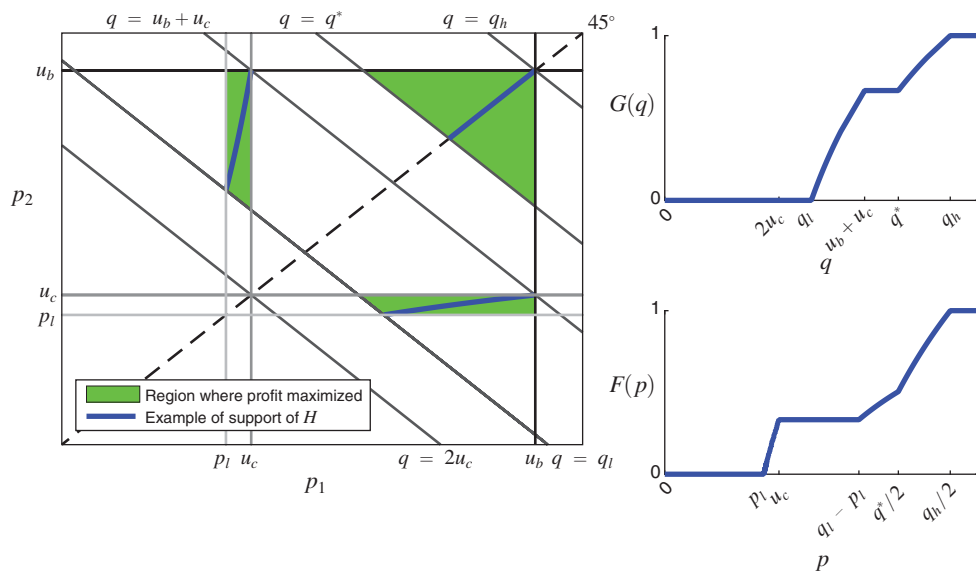 q = u_b + u_c
q = q*
q = q_h
45°
u_b
p_2
u_c
p_l
Region where profit maximized
Example of support of H
p_l u_c
q = 2u_c
u_b q = q_l
p_1
1
G(q)
0
0
2u_c
q_l
u_b + u_c
q*
q_h
q
1
F(p)
0
0
p_l
u_c
q_l − p_l
q*/2
q_h/2
p